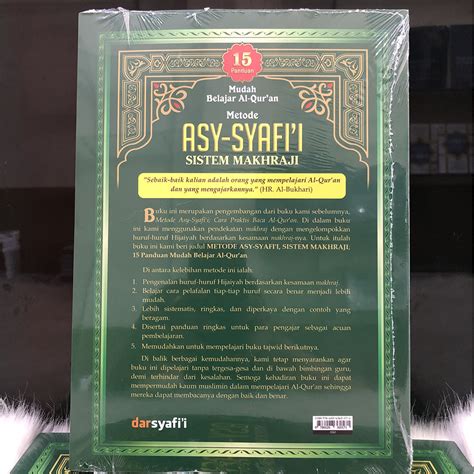 15
Panduan
Mudah
Belajar Al-Qur'an
Metode
ASY-SYAFI'I
SISTEM MAKHRAJI
"Sebaik-baik kalian adalah orang yang mempelajari Al-Qur'an
dan yang mengajarkannya." (HR. Al-Bukhari)
Buku ini merupakan pengembangan dari buku kami sebelumnya,
Metode Asy-Syafi'i: Cara Praktis Baca Al-Qur'an. Di dalam buku
ini kami menggunakan pendekatan makhraj dengan mengelompokkan
huruf-huruf Hijaiyah berdasarkan kesamaan makhraj-nya. Untuk itulah
buku ini kami beri judul METODE ASY-SYAFI'I, SISTEM MAKHRAJI:
15 Panduan Mudah Belajar Al-Qur'an
Di antara kelebihan metode ini ialah:
1. Pengenalan huruf-huruf Hijaiyah berdasarkan kesamaan makhraj.
2. Belajar cara pelafalan tiap-tiap huruf secara benar menjadi lebih
mudah.
3. Lebih sistematis, ringkas, dan diperkaya dengan contoh yang
beragam.
4. Disertai panduan ringkas untuk para pengajar sebagai acuan
pembelajaran.
5. Memudahkan untuk mempelajari buku tajwid berikutnya.
Di balik berbagai kemudahannya, kami tetap menyarankan agar
buku ini dipelajari tanpa tergesa-gesa dan di bawah bimbingan guru,
demi terhindar dari kesalahan. Semoga kehadiran buku ini dapat
mempermudah kaum muslimin dalam mempelajari Al-Qur'an sehingga
mereka dapat membacanya dengan baik dan benar.
darsyafi'i